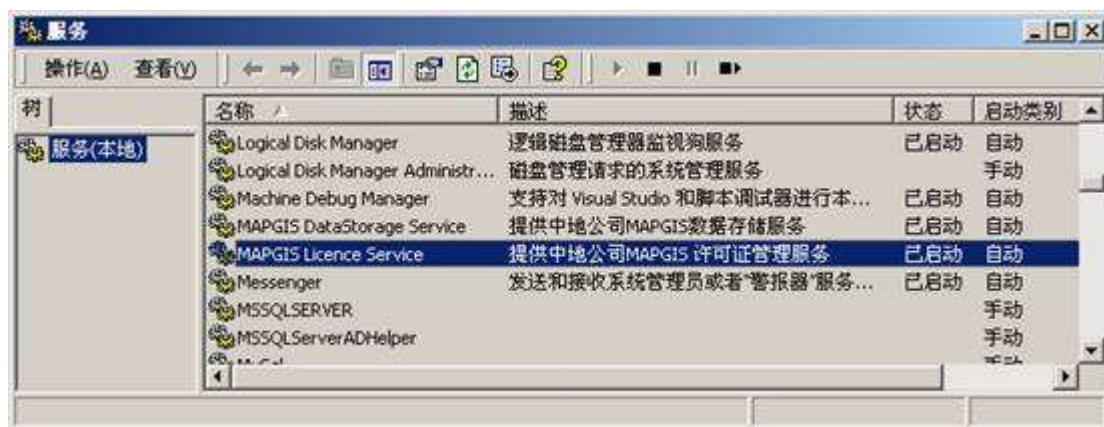 服务
操作(A) 查看(V)
树 名称 描述 状态 启动类别
服务(本地)
Logical Disk Manager 逻辑磁盘管理器监视狗服务 已启动 自动
Logical Disk Manager Administr... 磁盘管理请求的系统管理服务 手动
Machine Debug Manager 支持对 Visual Studio 和脚本调试器进行本... 已启动 自动
MAPGIS DataStorage Service 提供中地公司MAPGIS数据存储服务 已启动 自动
MAPGIS Licence Service 提供中地公司MAPGIS 许可证管理服务 已启动 自动
Messenger 发送和接收系统管理员或者"警报器"服务... 已启动 自动
MSSQLSERVER 手动
MSSQLServerADHelper 手动